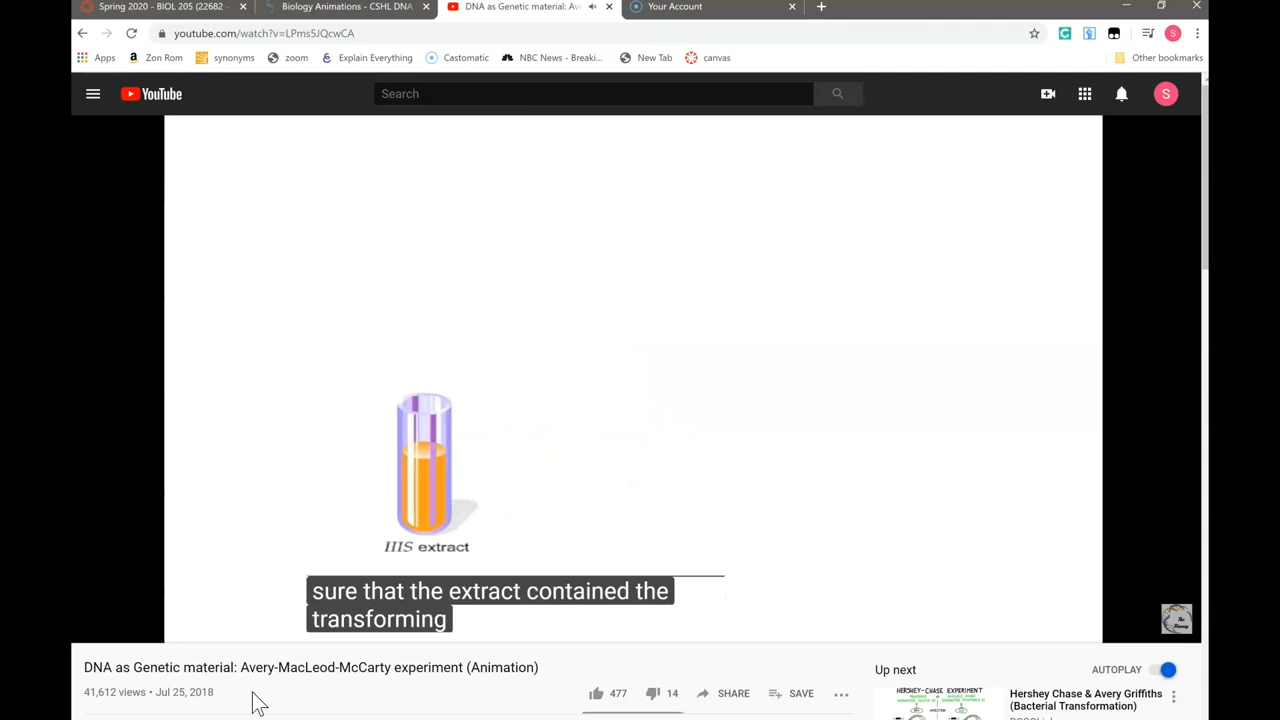 Spring 2020 - BIOL 205 (22682 -
Biology Animations - CSHL DNA
DNA as Genetic material: Av
Your Account
youtube.com/watch?v=LPms5JQcwCA
S
Apps
Zon Rom
synonyms
zoom
Explain Everything
Castomatic
NBC News - Breaki...
New Tab
canvas
Other bookmarks
YouTube
Search
S
IIIS extract
sure that the extract contained the
transforming
DNA as Genetic material: Avery-MacLeod-McCarty experiment (Animation)
41,612 views • Jul 25, 2018
477
14
SHARE
SAVE
Up next
AUTOPLAY
HERSHEY-CHASE EXPERIMENT
Hershey Chase & Avery Griffiths
(Bacterial Transformation)